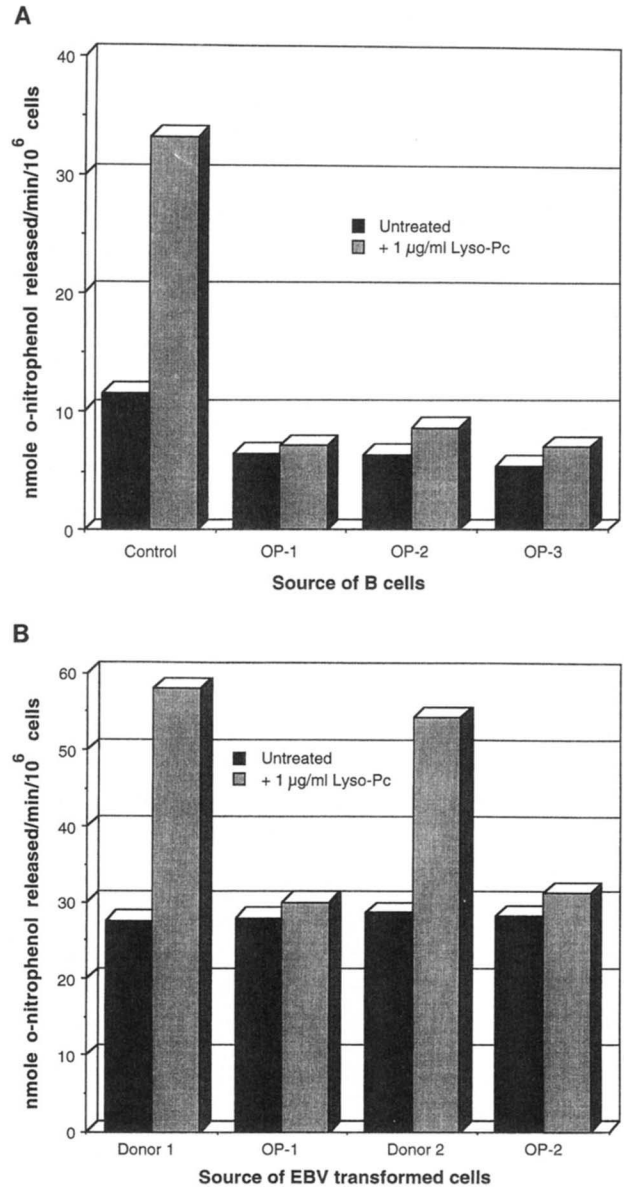 A
nmole o-nitrophenol released/min/10^6 cells
40
30
20
10
0
Untreated
+ 1 µg/ml Lyso-Pc
Control OP-1 OP-2 OP-3
Source of B cells
B
nmole o-nitrophenol released/min/10^6 cells
60
50
40
30
20
10
0
Untreated
+ 1 µg/ml Lyso-Pc
Donor 1 OP-1 Donor 2 OP-2
Source of EBV transformed cells